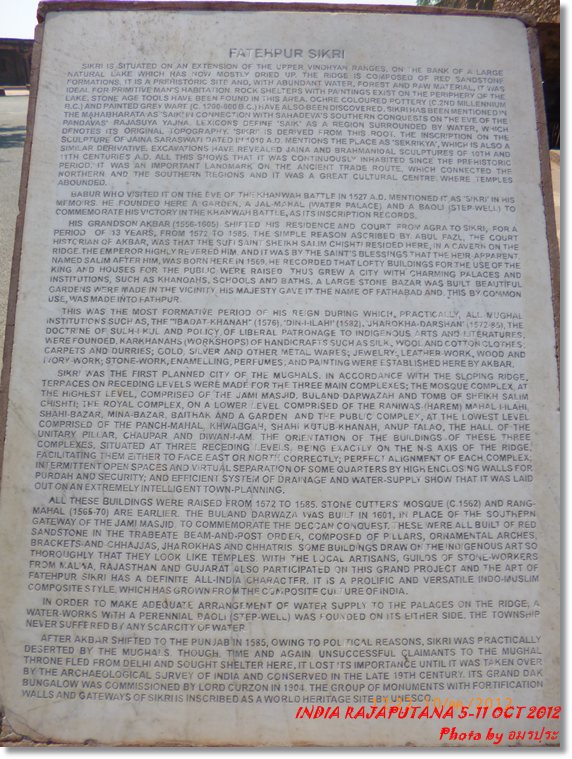 FATEHPUR SIKRI
SIKRI IS SITUATED ON AN EXTENSION OF THE UPPER VINDHYAN RANGES, ON THE BANK OF A LARGE
NATURAL LAKE WHICH HAS NOW MOSTLY DRIED UP. THE RIDGE IS COMPOSED OF RED SANDSTONE
FORMATIONS. IT IS A PREHISTORIC SITE AND, WITH ABUNDANT WATER, FOREST AND RAW MATERIAL, IT WAS
IDEAL FOR PRIMITIVE MAN'S HABITATION. ROCK SHELTERS WITH PAINTINGS EXIST ON THE PERIPHERY OF THE
LAKE. STONE AGE TOOLS HAVE BEEN FOUND IN THIS AREA. OCHRE COLOURED POTTERY (C.2ND MILLENNIUM
B.C.) AND PAINTED GREY WARE (C. 1200-800 B.C.) HAVE ALSO BEEN DISCOVERED. SIKRI HAS BEEN MENTIONED IN
THE MAHABHARATA AS 'SAIK' IN CONNECTION WITH SAHADEVA'S SOUTHERN CONQUESTS ON THE EVE OF THE
PANDAVAS' RAJASUYA YAJNA. LEXICONS DEFINE 'SAIK' AS A REGION SURROUNDED BY WATER, WHICH
DENOTES ITS ORIGINAL TOPOGRAPHY. 'SIKRI' IS DERIVED FROM THIS ROOT. THE INSCRIPTION ON THE
SCULPTURE OF JAINA SARASWATI DATED 1010 A.D. MENTIONS THE PLACE AS 'SEKRIKYA', WHICH IS ALSO A
SIMILAR DERIVATIVE. EXCAVATIONS HAVE REVEALED JAINA AND BRAHMANICAL SCULPTURES OF 10TH AND
11TH CENTURIES A.D. ALL THIS SHOWS THAT IT WAS CONTINUOUSLY INHABITED SINCE THE PREHISTORIC
PERIOD. IT WAS AN IMPORTANT LANDMARK ON THE ANCIENT TRADE ROUTE, WHICH CONNECTED THE
NORTHERN AND THE SOUTHERN REGIONS AND IT WAS A GREAT CULTURAL CENTRE, WHERE TEMPLES
ABOUNDED.
BABUR WHO VISITED IT ON THE EVE OF THE KHANWAH BATTLE IN 1527 A.D. MENTIONED IT AS 'SIKRI' IN HIS
MEMOIRS. HE FOUNDED HERE A GARDEN, A JAL-MAHAL (WATER PALACE) AND A BAOLI (STEP-WELL) TO
COMMEMORATE HIS VICTORY IN THE KHANWAH BATTLE, AS ITS INSCRIPTION RECORDS.
HIS GRANDSON AKBAR (1556-1605) SHIFTED HIS RESIDENCE AND COURT FROM AGRA TO SIKRI, FOR A
PERIOD OF 13 YEARS, FROM 1572 TO 1585, THE SIMPLE REASON ASCRIBED BY ABUL FAZL, THE COURT
HISTORIAN OF AKBAR, WAS THAT THE SUFI SAINT SHEIKH SALIM CHISHTI RESIDED HERE, IN A CAVERN ON THE
RIDGE. THE EMPEROR HIGHLY REVERED HIM, AND IT WAS BY THE SAINT'S BLESSINGS THAT THE HEIR-APPARENT,
NAMED SALIM AFTER HIM, WAS BORN HERE IN 1569. HE RECORDED THAT LOFTY BUILDINGS FOR THE USE OF THE
KING AND HOUSES FOR THE PUBLIC WERE RAISED. THUS GREW A CITY WITH CHARMING PALACES AND
INSTITUTIONS, SUCH AS KHANQAHS, SCHOOLS AND BATHS. A LARGE STONE BAZAR WAS BUILT. BEAUTIFUL
GARDENS WERE MADE IN THE VICINITY. HIS MAJESTY GAVE IT THE NAME OF FATHABAD AND, THIS BY COMMON
USE, WAS MADE INTO FATHPUR.
THIS WAS THE MOST FORMATIVE PERIOD OF HIS REIGN DURING WHICH, PRACTICALLY, ALL MUGHAL
INSTITUTIONS SUCH AS, THE "IBADAT-KHANAH" (1576), 'DIN-I-ILAHI' (1582), JHAROKHA-DARSHAN (1572-85), THE
DOCTRINE OF SULH-I-KUL AND POLICY OF LIBERAL PATRONAGE TO INDIGENOUS ARTS AND LITERATURES,
WERE FOUNDED. KARKHANAHS (WORKSHOPS) OF HANDICRAFTS SUCH AS SILK, WOOL AND COTTON CLOTHES,
CARPETS AND DURRIES; GOLD, SILVER AND OTHER METAL WARES; JEWELRY, LEATHER-WORK, WOOD AND
IVORY-WORK; STONE-WORK, ENAMELLING, PERFUMES, AND PAINTING WERE ESTABLISHED HERE BY AKBAR.
SIKRI WAS THE FIRST PLANNED CITY OF THE MUGHALS. IN ACCORDANCE WITH THE SLOPING RIDGE,
TERRACES ON RECEDING LEVELS WERE MADE FOR THE THREE MAIN COMPLEXES; THE MOSQUE COMPLEX, AT
THE HIGHEST LEVEL, COMPRISED OF THE JAMI MASJID, BULAND DARWAZAH AND TOMB OF SHEIKH SALIM
CHISHTI; THE ROYAL COMPLEX, ON A LOWER LEVEL COMPRISED OF THE RANIWAS (HAREM) MAHAL-I-ILAHI,
SHAHI-BAZAR, MINA-BAZAR, BAITHAK AND A GARDEN AND THE PUBLIC COMPLEX, AT THE LOWEST LEVEL
COMPRISED OF THE PANCH-MAHAL, KHWABGAH, SHAHI KUTUB-KHANAH, ANUP TALAO, THE HALL OF THE
UNITARY PILLAR, CHAUPAR AND DIWAN-I-AM. THE ORIENTATION OF THE BUILDINGS OF THESE THREE
COMPLEXES, SITUATED AT THREE RECEDING LEVELS, BEING EXACTLY ON THE N-S AXIS OF THE RIDGE,
FACILITATING THEM EITHER TO FACE EAST OR NORTH CORRECTLY; PERFECT ALIGNMENT OF EACH COMPLEX,
INTERMITTENT OPEN SPACES AND VIRTUAL SEPARATION OF SOME QUARTERS BY HIGH ENCLOSING WALLS FOR
PURDAH AND SECURITY; AND EFFICIENT SYSTEM OF DRAINAGE AND WATER-SUPPLY SHOW THAT IT WAS LAID
OUT ON AN EXTREMELY INTELLIGENT TOWN-PLANNING.
ALL THESE BUILDINGS WERE RAISED FROM 1572 TO 1585. STONE CUTTERS' MOSQUE (C.1562) AND RANG-
MAHAL (1565-70) ARE EARLIER. THE BULAND DARWAZA WAS BUILT IN 1601, IN PLACE OF THE SOUTHERN
GATEWAY OF THE JAMI MASJID, TO COMMEMORATE THE DECCAN CONQUEST. THESE WERE ALL BUILT OF RED
SANDSTONE IN THE TRABEATE BEAM-AND-POST ORDER, COMPOSED OF PILLARS, ORNAMENTAL ARCHES,
BRACKETS-AND-CHHAJJAS, JHAROKHAS AND CHHATRIS. SOME BUILDINGS DRAW ON THE INDIGENOUS ART SO
THOROUGHLY THAT THEY LOOK LIKE TEMPLES. WITH THE LOCAL ARTISANS, GUILDS OF STONE-WORKERS
FROM MALWA, RAJASTHAN AND GUJARAT ALSO PARTICIPATED ON THIS GRAND PROJECT AND THE ART OF
FATEHPUR SIKRI HAS A DEFINITE ALL-INDIA CHARACTER. IT IS A PROLIFIC AND VERSATILE INDO-MUSLIM
COMPOSITE STYLE, WHICH HAS GROWN FROM THE COMPOSITE CULTURE OF INDIA.
IN ORDER TO MAKE ADEQUATE ARRANGEMENT OF WATER SUPPLY TO THE PALACES ON THE RIDGE, A
WATER-WORKS WITH A PERENNIAL BAOLI (STEP-WELL) WAS FOUNDED ON ITS EITHER SIDE. THE TOWNSHIP
NEVER SUFFERED BY ANY SCARCITY OF WATER.
AFTER AKBAR SHIFTED TO THE PUNJAB IN 1585, OWING TO POLITICAL REASONS, SIKRI WAS PRACTICALLY
DESERTED BY THE MUGHALS. THOUGH, TIME AND AGAIN, UNSUCCESSFUL CLAIMANTS TO THE MUGHAL
THRONE FLED FROM DELHI AND SOUGHT SHELTER HERE, IT LOST ITS IMPORTANCE UNTIL IT WAS TAKEN OVER
BY THE ARCHAEOLOGICAL SURVEY OF INDIA AND CONSERVED IN THE LATE 19TH CENTURY. ITS GRAND DAK
BUNGALOW WAS COMMISSIONED BY LORD CURZON IN 1904. THE GROUP OF MONUMENTS WITH FORTIFICATION
WALLS AND GATEWAYS OF SIKRI IS INSCRIBED AS A WORLD HERITAGE SITE BY UNESCO.
INDIA RAJAPUTANA 5-11 OCT 2012
Photo by อมรประ